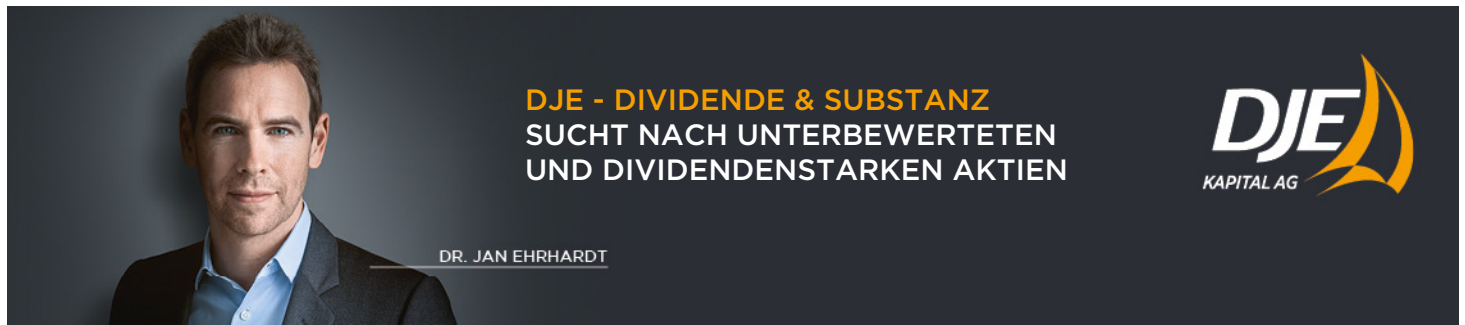 DJE - DIVIDENDE & SUBSTANZ
SUCHT NACH UNTERBEWERTETEN
UND DIVIDENDENSTARKEN AKTIEN
DR. JAN EHRHARDT
DJE
KAPITAL AG